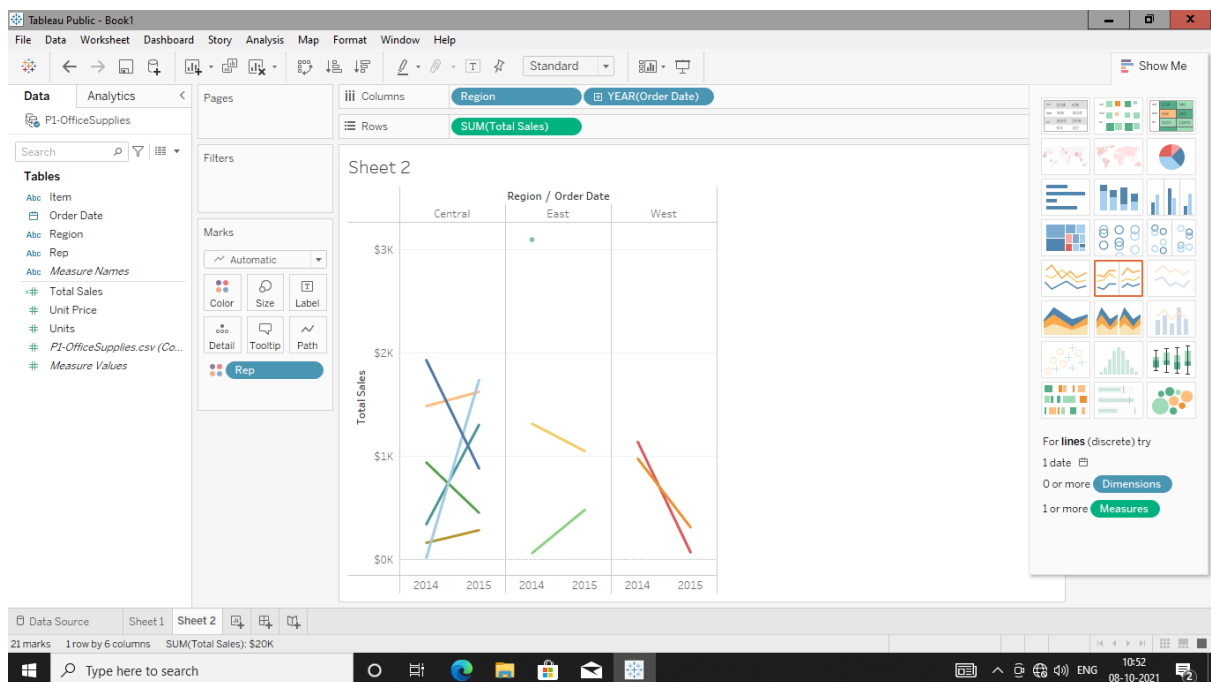 Tableau Public - Book1
File Data Worksheet Dashboard Story Analysis Map Format Window Help
Standard
Show Me
Data Analytics
P1-OfficeSupplies
Search
Tables
Abc Item
Order Date
Abc Region
Abc Rep
Abc Measure Names
Total Sales
Unit Price
Units
P1-OfficeSupplies.csv (Co...
Measure Values
Pages
Filters
Marks
Automatic
Color Size Label
Detail Tooltip Path
Rep
Columns Region YEAR(Order Date)
Rows SUM(Total Sales)
Sheet 2
Region / Order Date
Central East West
$3K
$2K
$1K
$0K
Total Sales
2014 2015 2014 2015 2014 2015
For lines (discrete) try
1 date
0 or more Dimensions
1 or more Measures
Data Source Sheet 1 Sheet 2
21 marks 1 row by 6 columns SUM(Total Sales): $20K
Type here to search
ENG
10:52
08-10-2021
2